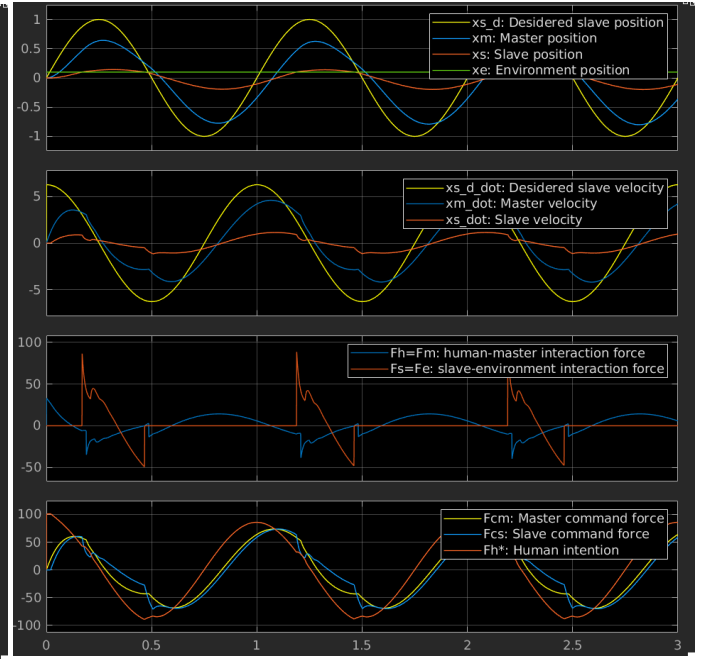 1
0.5
0
-0.5
-1
xs_d: Desidered slave position
xm: Master position
xs: Slave position
xe: Environment position
5
0
-5
xs_d_dot: Desidered slave velocity
xm_dot: Master velocity
xs_dot: Slave velocity
100
50
0
-50
Fh=Fm: human-master interaction force
Fs=Fe: slave-environment interaction force
100
50
0
-50
-100
Fcm: Master command force
Fcs: Slave command force
Fh*: Human intention
0 0.5 1 1.5 2 2.5 3